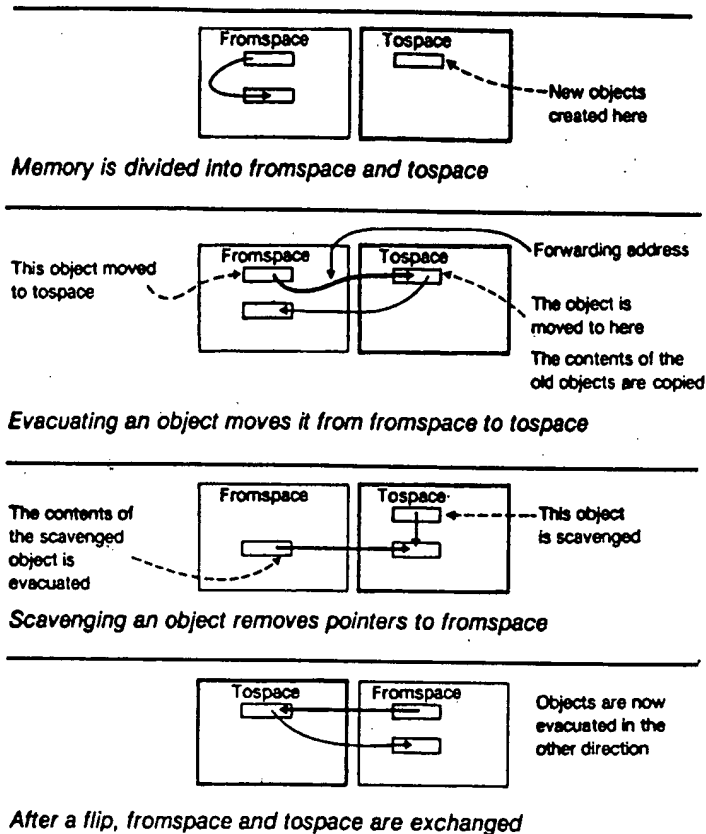 Fromspace
Tospace
New objects
created here
Memory is divided into fromspace and tospace
This object moved
to tospace
Fromspace
Tospace
Forwarding address
The object is
moved to here
The contents of the
old objects are copied
Evacuating an object moves it from fromspace to tospace
The contents of
the scavenged
object is
evacuated
Fromspace
Tospace
This object
is scavenged
Scavenging an object removes pointers to fromspace
Tospace
Fromspace
Objects are now
evacuated in the
other direction
After a flip, fromspace and tospace are exchanged